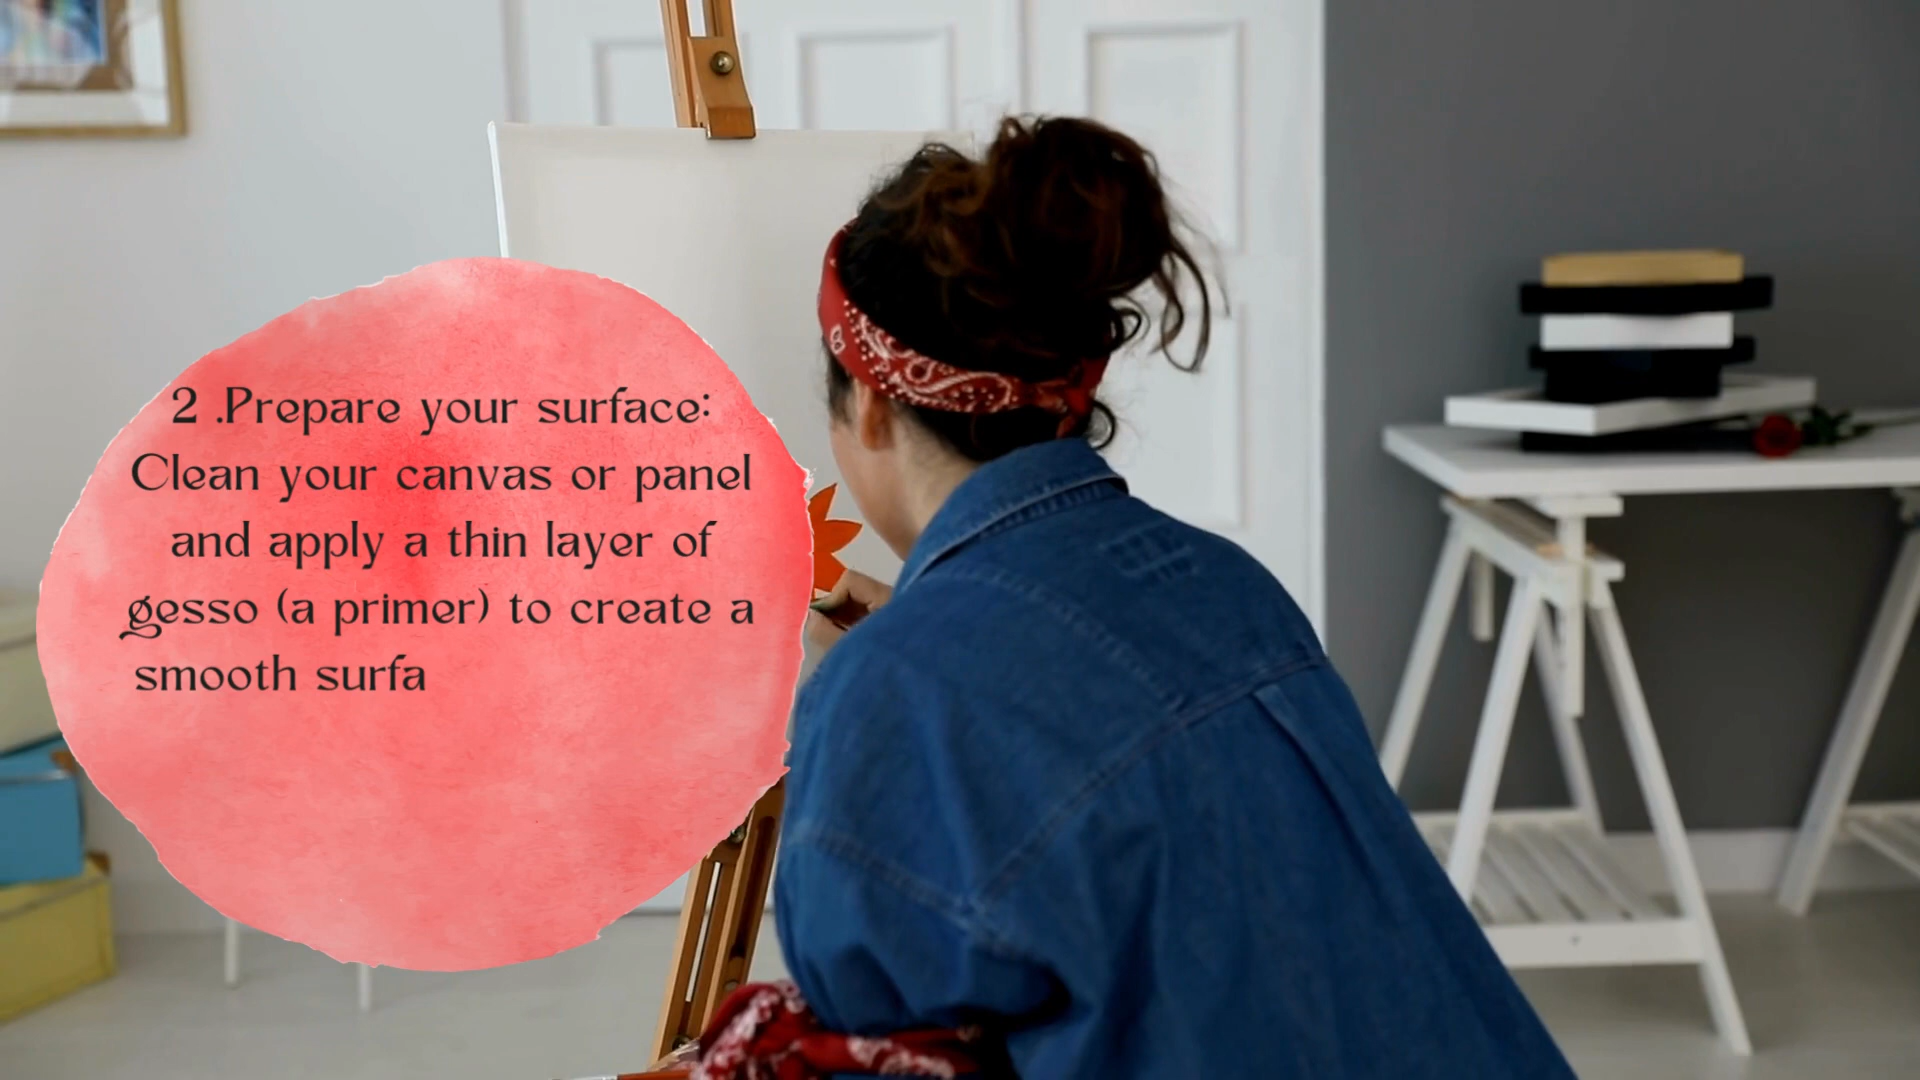 2 .Prepare your surface:
Clean your canvas or panel
and apply a thin layer of
gesso (a primer) to create a
smooth surfa